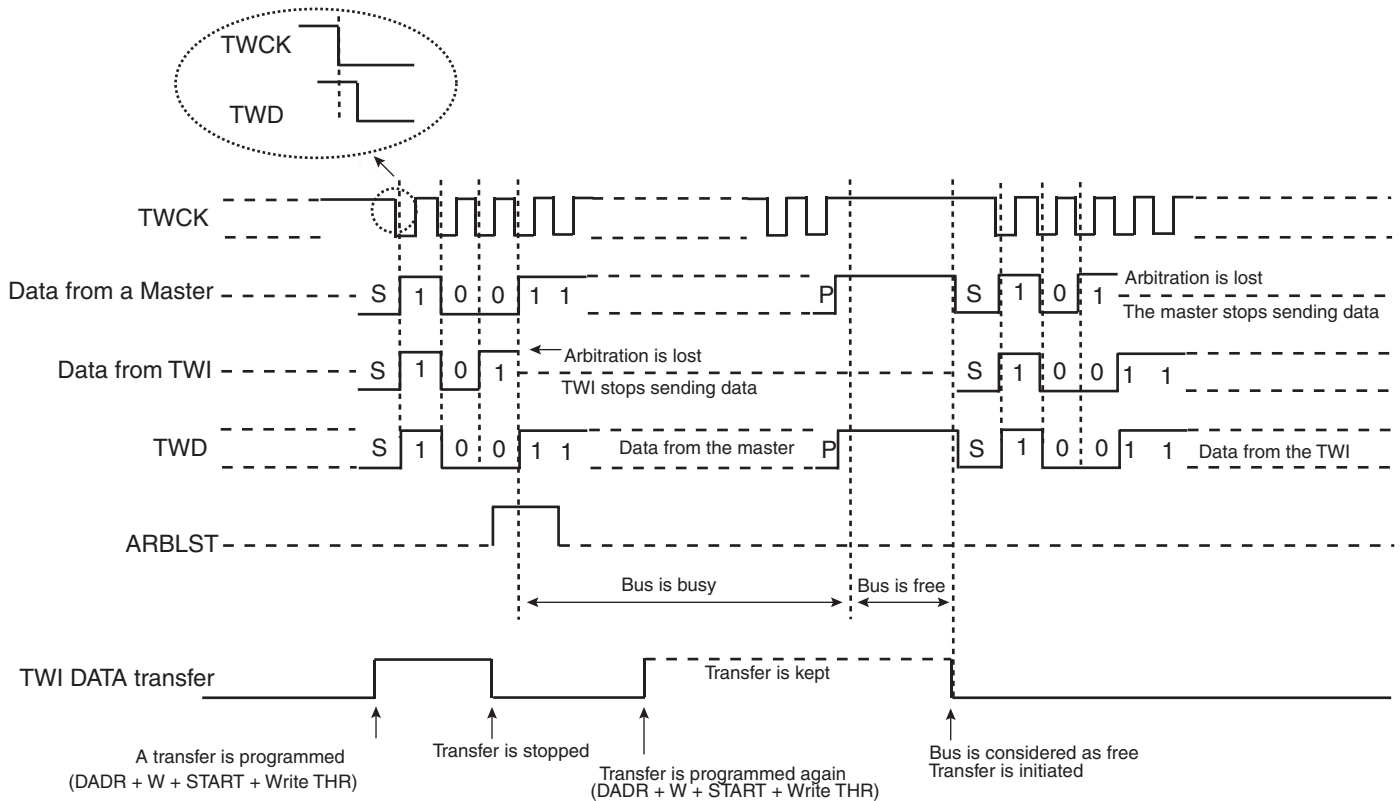 TWCK
TWD
TWCK
Data from a Master
S 1 0 0 1 1
P
S 1 0 1
Arbitration is lost
The master stops sending data
Data from TWI
S 1 0 1
Arbitration is lost
TWI stops sending data
S 1 0 0 1 1
TWD
S 1 0 0 1 1
Data from the master
P
S 1 0 0 1 1
Data from the TWI
ARBLST
Bus is busy
Bus is free
TWI DATA transfer
Transfer is kept
A transfer is programmed
(DADR + W + START + Write THR)
Transfer is stopped
Transfer is programmed again
(DADR + W + START + Write THR)
Bus is considered as free
Transfer is initiated